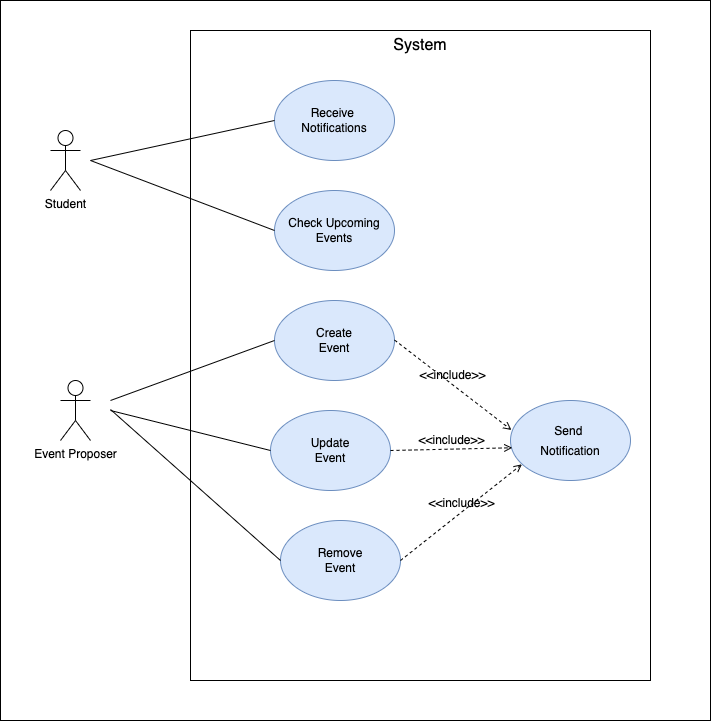 System
Receive
Notifications
Student
Check Upcoming
Events
Create
Event
<<include>>
Event Proposer
Update
Event
<<include>>
Send
Notification
<<include>>
Remove
Event